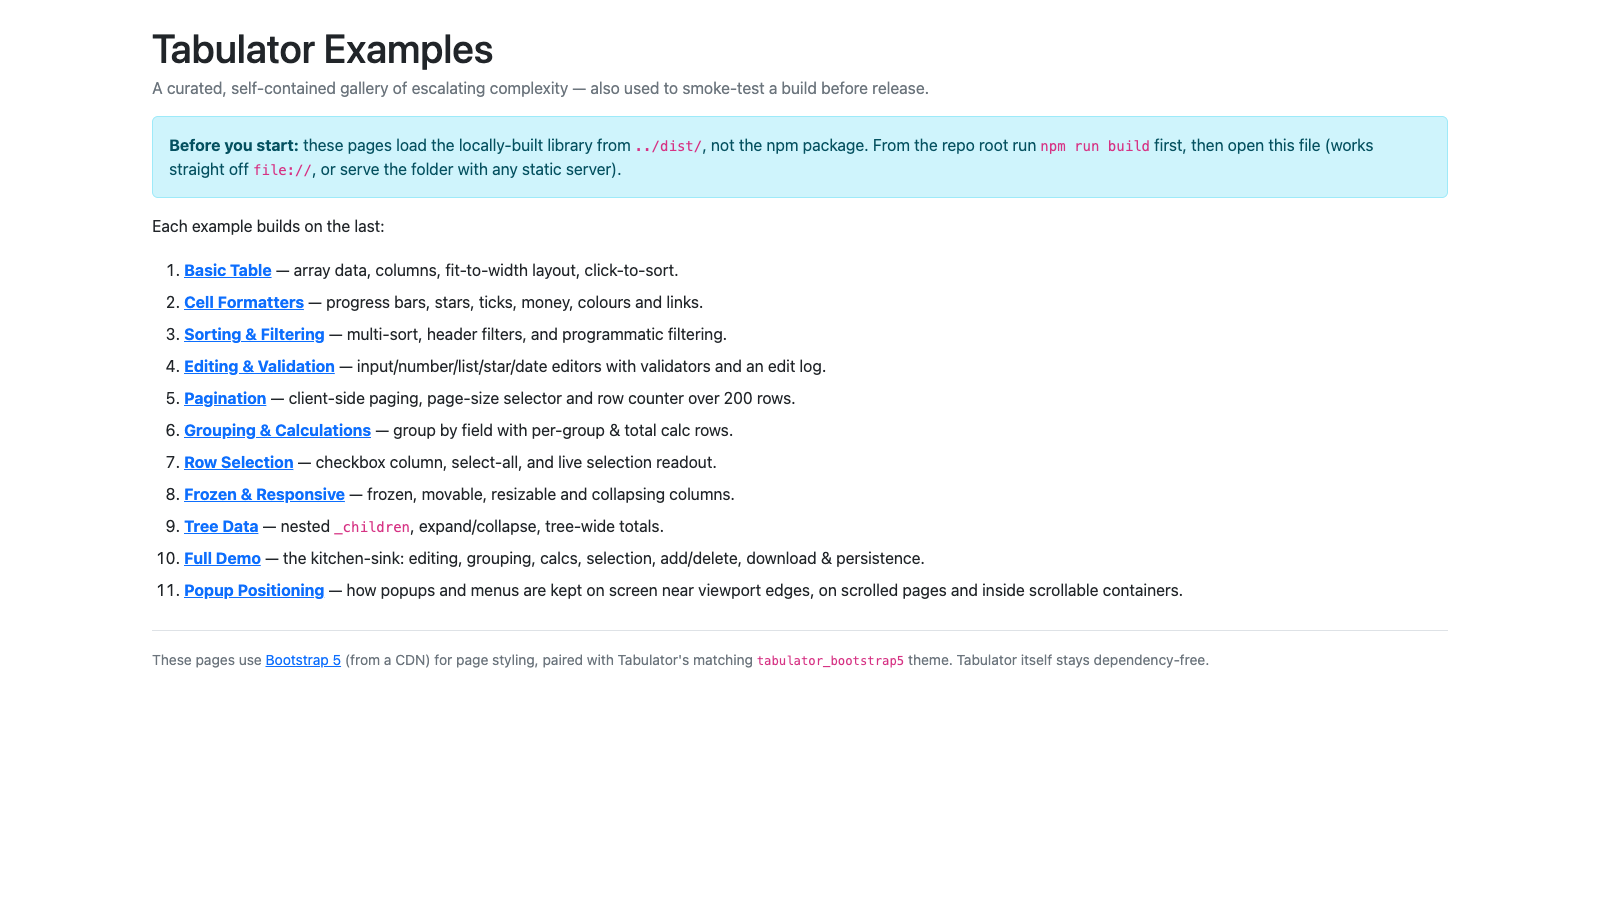 Tabulator Examples
A curated, self-contained gallery of escalating complexity — also used to smoke-test a build before release.
Before you start: these pages load the locally-built library from ../dist/, not the npm package. From the repo root run npm run build first, then open this file (works
straight off file://, or serve the folder with any static server).
Each example builds on the last:
1. Basic Table — array data, columns, fit-to-width layout, click-to-sort.
2. Cell Formatters — progress bars, stars, ticks, money, colours and links.
3. Sorting & Filtering — multi-sort, header filters, and programmatic filtering.
4. Editing & Validation — input/number/list/star/date editors with validators and an edit log.
5. Pagination — client-side paging, page-size selector and row counter over 200 rows.
6. Grouping & Calculations — group by field with per-group & total calc rows.
7. Row Selection — checkbox column, select-all, and live selection readout.
8. Frozen & Responsive — frozen, movable, resizable and collapsing columns.
9. Tree Data — nested _children, expand/collapse, tree-wide totals.
10. Full Demo — the kitchen-sink: editing, grouping, calcs, selection, add/delete, download & persistence.
11. Popup Positioning — how popups and menus are kept on screen near viewport edges, on scrolled pages and inside scrollable containers.
These pages use Bootstrap 5 (from a CDN) for page styling, paired with Tabulator's matching tabulator_bootstrap5 theme. Tabulator itself stays dependency-free.